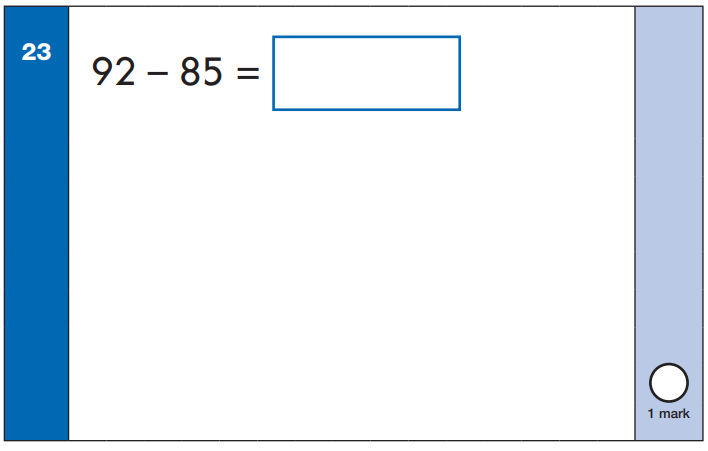 23
92 – 85 =
1 mark